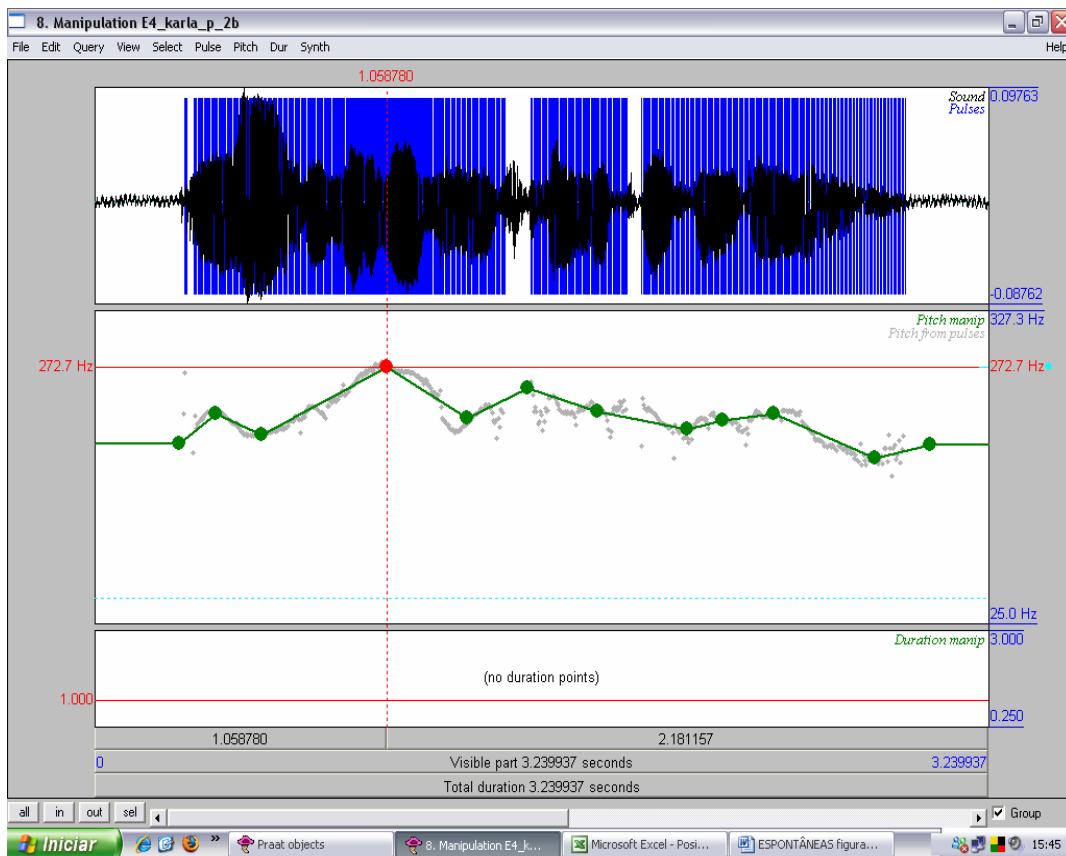 8. Manipulation E4_karla_p_2b
File Edit Query View Select Pulse Pitch Dur Synth Help
1.058780
Sound 0.09763
Pulses
-0.08762
Pitch manip 327.3 Hz
Pitch from pulses
272.7 Hz 272.7 Hz
25.0 Hz
Duration manip 3.000
(no duration points)
1.000
0.250
1.058780 2.181157
0 Visible part 3.239937 seconds 3.239937
Total duration 3.239937 seconds
all in out sel Group
Iniciar » Praat objects 8. Manipulation E4_k... Microsoft Excel - Posi... ESPONTÂNEAS figura... 15:45